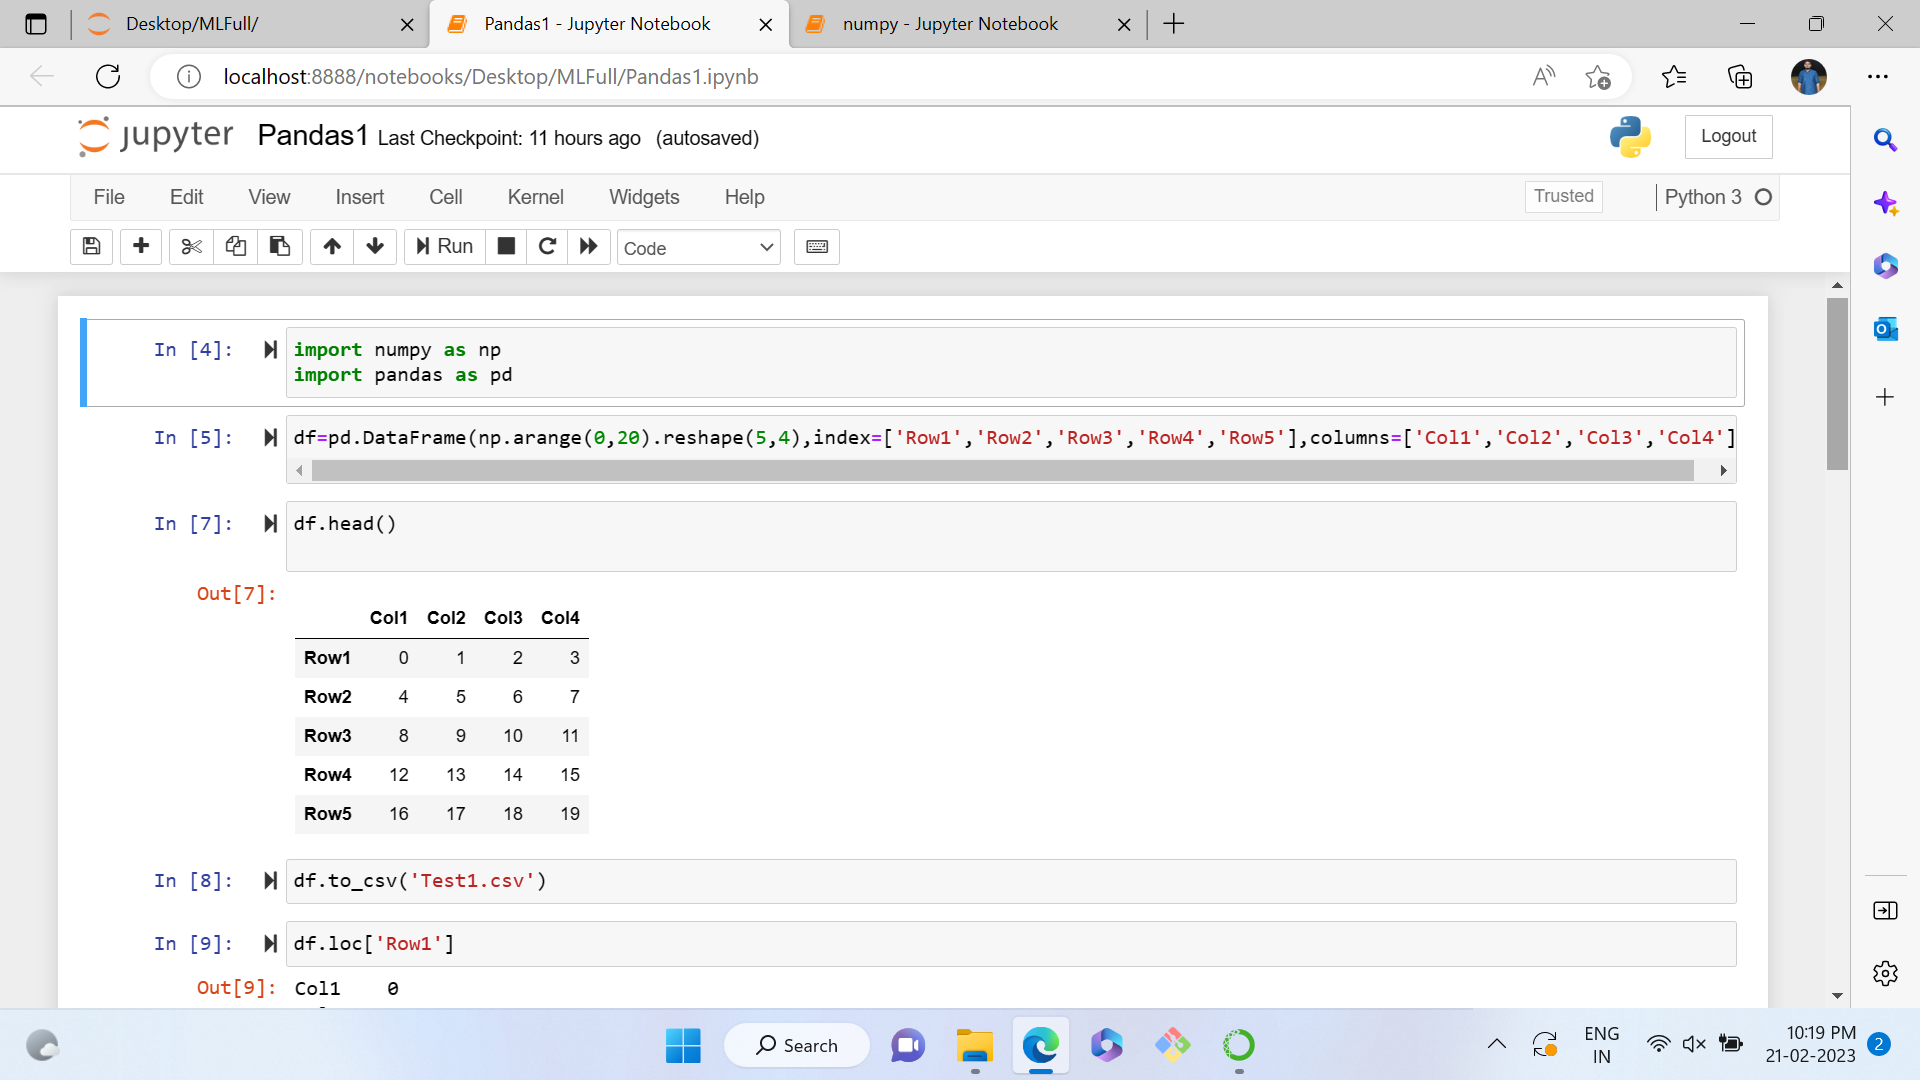 Desktop/MLFull/
Pandas1 - Jupyter Notebook
numpy - Jupyter Notebook
localhost:8888/notebooks/Desktop/MLFull/Pandas1.ipynb
jupyter Pandas1 Last Checkpoint: 11 hours ago (autosaved)
Logout
File Edit View Insert Cell Kernel Widgets Help
Trusted
Python 3
Run
Code
In [4]:
import numpy as np
import pandas as pd
In [5]:
df=pd.DataFrame(np.arange(0,20).reshape(5,4),index=['Row1','Row2','Row3','Row4','Row5'],columns=['Col1','Col2','Col3','Col4']
In [7]:
df.head()
Out[7]:
Col1 Col2 Col3 Col4
Row1 0 1 2 3
Row2 4 5 6 7
Row3 8 9 10 11
Row4 12 13 14 15
Row5 16 17 18 19
In [8]:
df.to_csv('Test1.csv')
In [9]:
df.loc['Row1']
Out[9]:
Col1 0
Search
ENG
IN
10:19 PM
21-02-2023
2